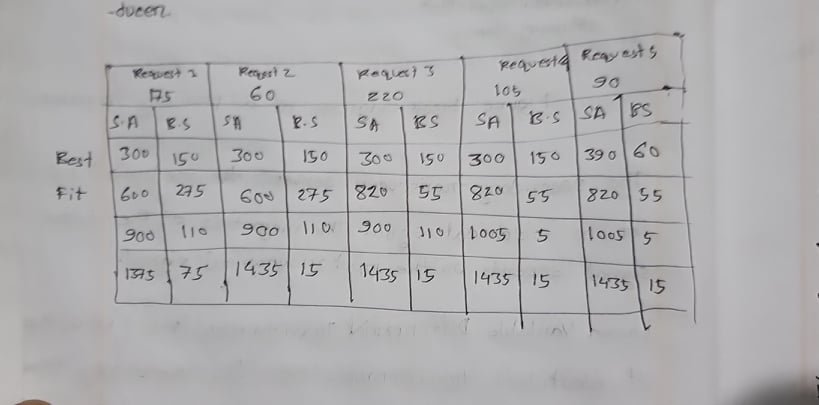 -ducen.
Request 1 Request 2 Request 3 Request 4 Request 5
175 60 220 105 90
S.A B.S SA B.S SA BS SA B.S SA BS
Best 300 150 300 150 300 150 300 150 390 60
Fit 600 275 600 275 820 55 820 55 820 55
900 110 900 110 900 110 1005 5 1005 5
1375 75 1435 15 1435 15 1435 15 1435 15